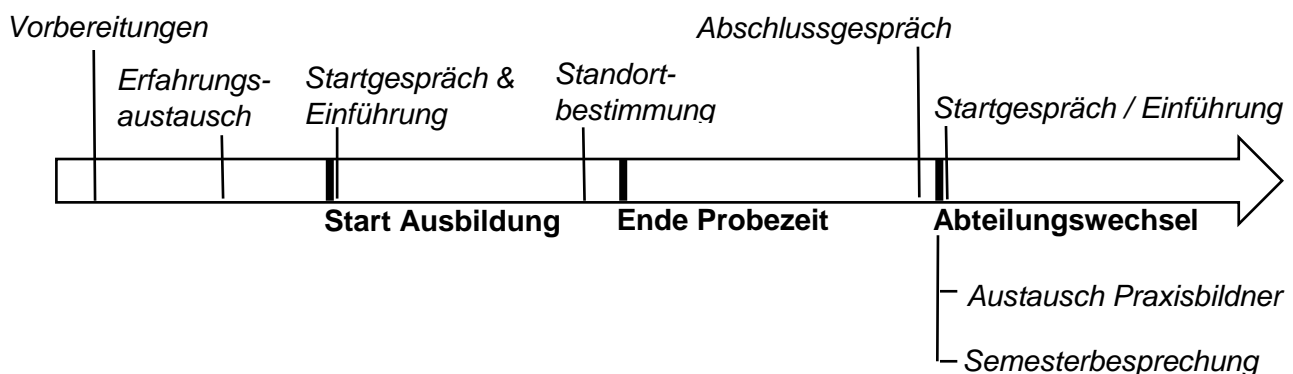 Vorbereitungen
Abschlussgespräch
Erfahrungs-
austausch
Startgespräch &
Einführung
Standort-
bestimmung
Startgespräch / Einführung
Start Ausbildung
Ende Probezeit
Abteilungswechsel
Austausch Praxisbildner
Semesterbesprechung